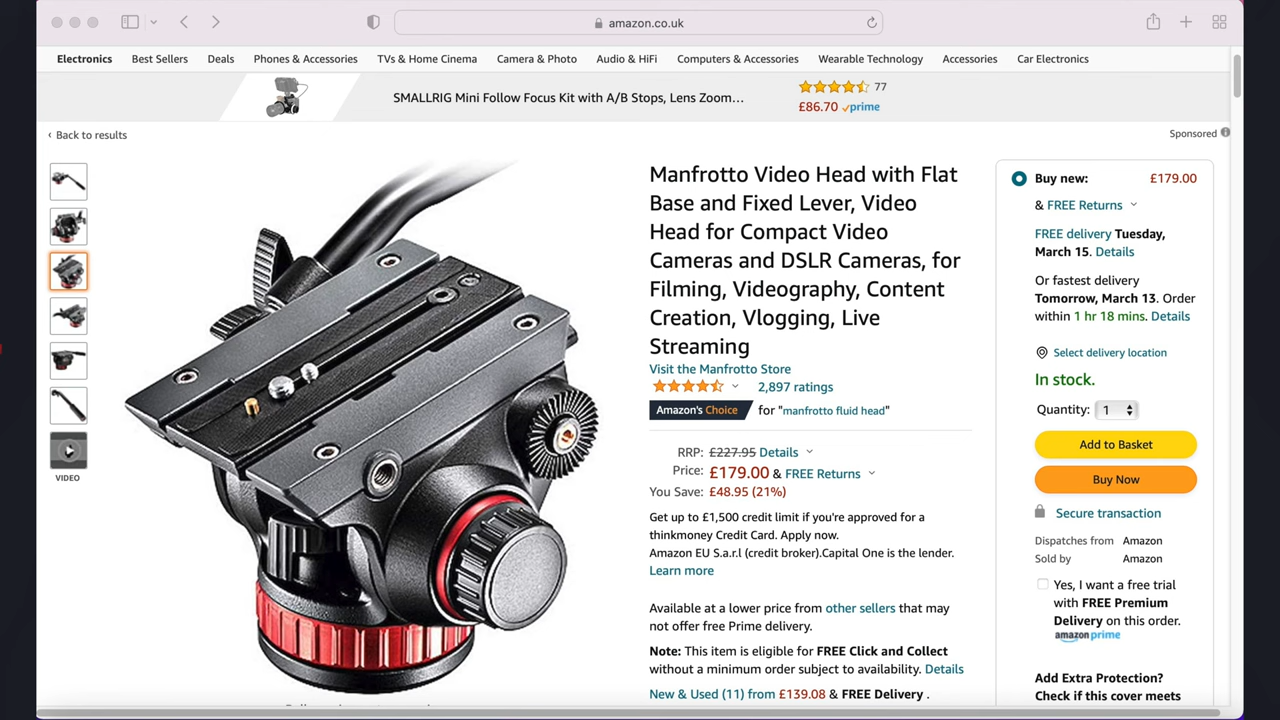 amazon.co.uk
Electronics Best Sellers Deals Phones & Accessories TVs & Home Cinema Camera & Photo Audio & HiFi Computers & Accessories Wearable Technology Accessories Car Electronics
SMALLRIG Mini Follow Focus Kit with A/B Stops, Lens Zoom…
77
£86.70 prime
Sponsored
‹ Back to results
VIDEO
Manfrotto Video Head with Flat
Base and Fixed Lever, Video
Head for Compact Video
Cameras and DSLR Cameras, for
Filming, Videography, Content
Creation, Vlogging, Live
Streaming
Visit the Manfrotto Store
2,897 ratings
Amazon's Choice for "manfrotto fluid head"
RRP: £227.95 Details
Price: £179.00 & FREE Returns
You Save: £48.95 (21%)
Get up to £1,500 credit limit if you're approved for a
thinkmoney Credit Card. Apply now.
Amazon EU S.a.r.l (credit broker).Capital One is the lender.
Learn more
Available at a lower price from other sellers that may
not offer free Prime delivery.
Note: This item is eligible for FREE Click and Collect
without a minimum order subject to availability. Details
New & Used (11) from £139.08 & FREE Delivery .
Buy new: £179.00
& FREE Returns
FREE delivery Tuesday,
March 15. Details
Or fastest delivery
Tomorrow, March 13. Order
within 1 hr 18 mins. Details
Select delivery location
In stock.
Quantity: 1
Add to Basket
Buy Now
Secure transaction
Dispatches from Amazon
Sold by Amazon
Yes, I want a free trial
with FREE Premium
Delivery on this order.
amazon prime
Add Extra Protection?
Check if this cover meets